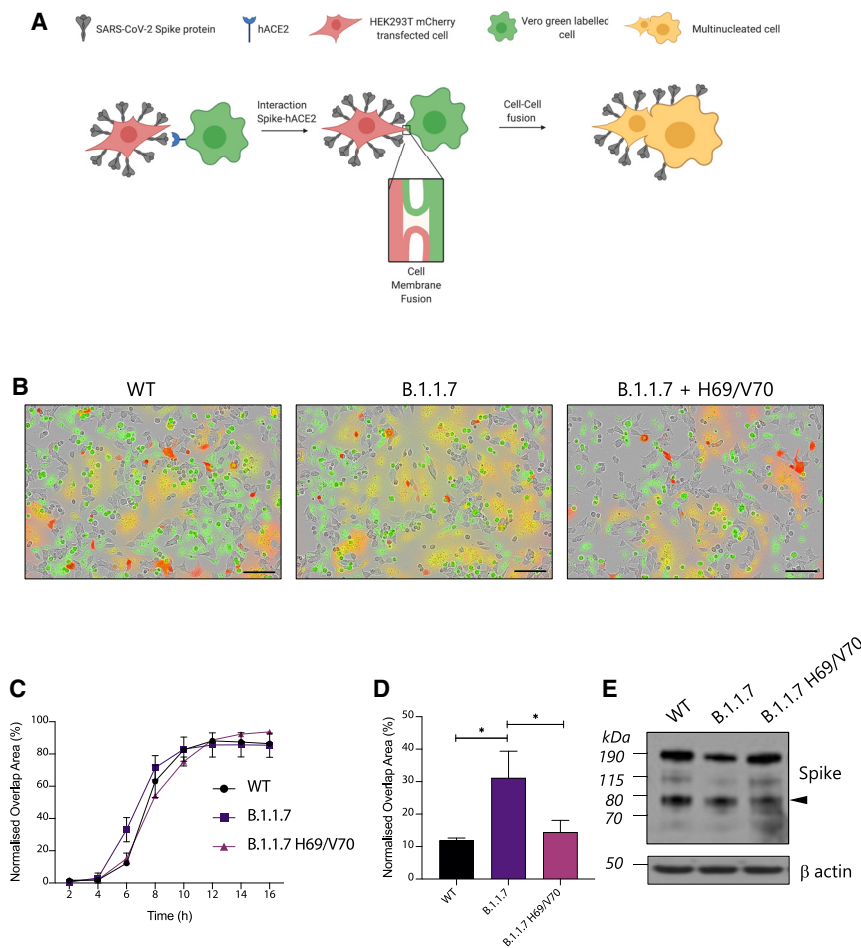 A
SARS-CoV-2 Spike protein
hACE2
HEK293T mCherry
transfected cell
Vero green labelled
cell
Multinucleated cell
Interaction
Spike-hACE2
Cell-Cell
fusion
Cell
Membrane
Fusion
B
WT
B.1.1.7
B.1.1.7 + H69/V70
C
Normalised Overlap Area (%)
100
80
60
40
20
0
2 4 6 8 10 12 14 16
Time (h)
WT
B.1.1.7
B.1.1.7 H69/V70
D
Normalised Overlap Area (%)
50
40
30
20
10
0
* *
WT
B.1.1.7
B.1.1.7 H69/V70
E
WT
B.1.1.7
B.1.1.7 H69/V70
kDa
190
115
80
70
50
Spike
β actin